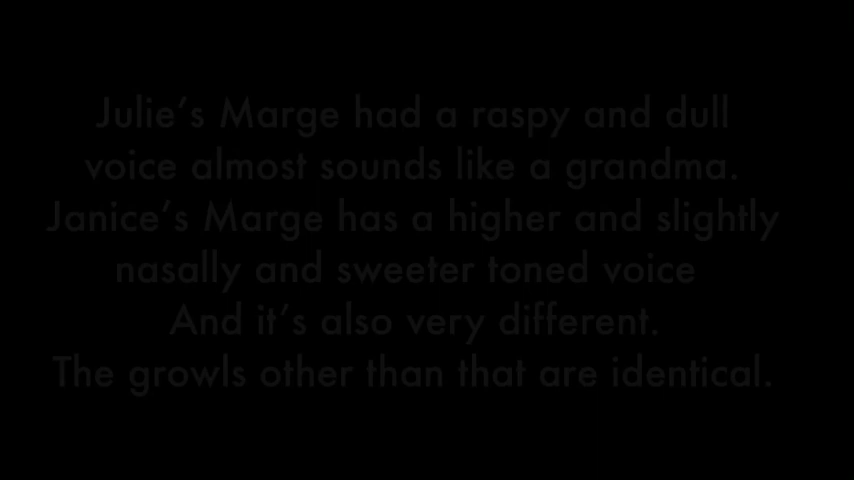 Julie’s Marge had a raspy and dull
voice almost sounds like a grandma.
Janice’s Marge has a higher and slightly
nasally and sweeter toned voice
And it’s also very different.
The growls other than that are identical.